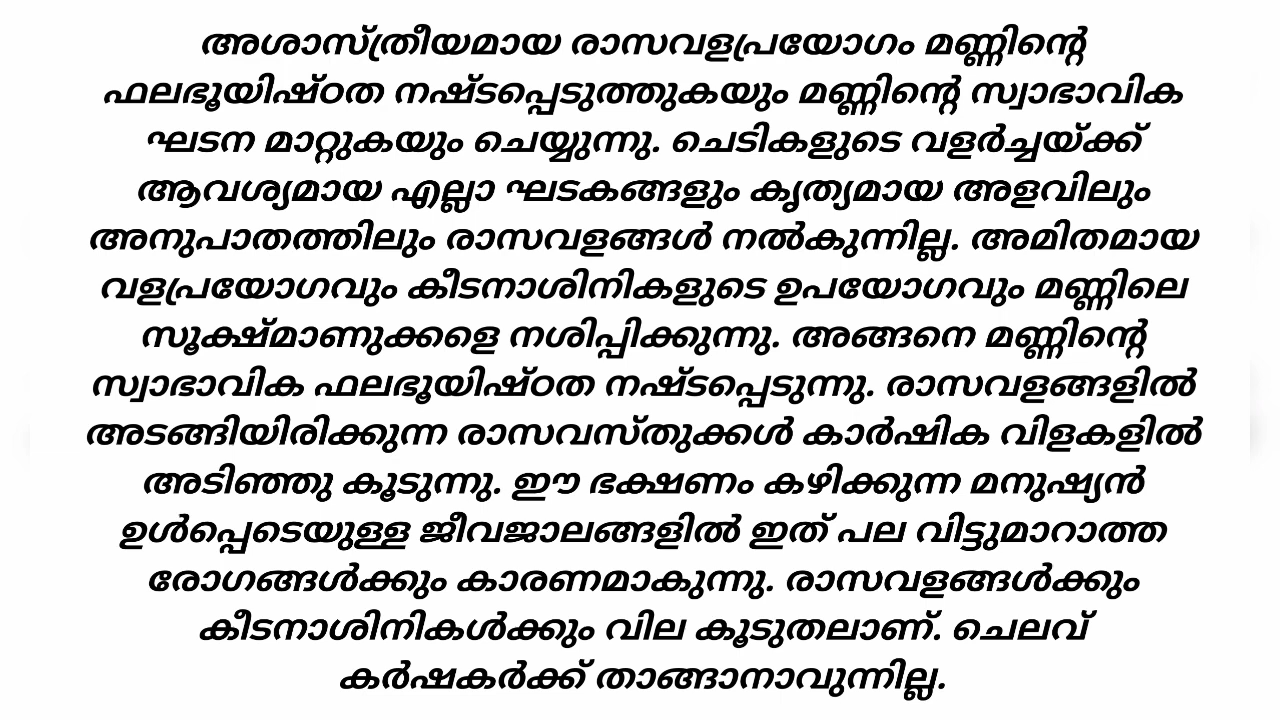 അശാസ്ത്രീയമായ രാസവളപ്രയോഗം മണ്ണിന്റെ
ഫലഭൂയിഷ്ഠത നഷ്ടപ്പെടുത്തുകയും മണ്ണിന്റെ സ്വാഭാവിക
ഘടന മാറ്റുകയും ചെയ്യുന്നു. ചെടികളുടെ വളർച്ചയ്ക്ക്
ആവശ്യമായ എല്ലാ ഘടകങ്ങളും കൃത്യമായ അളവിലും
അനുപാതത്തിലും രാസവളങ്ങൾ നൽകുന്നില്ല. അമിതമായ
വളപ്രയോഗവും കീടനാശിനികളുടെ ഉപയോഗവും മണ്ണിലെ
സൂക്ഷ്മാണുക്കളെ നശിപ്പിക്കുന്നു. അങ്ങനെ മണ്ണിന്റെ
സ്വാഭാവിക ഫലഭൂയിഷ്ഠത നഷ്ടപ്പെടുന്നു. രാസവളങ്ങളിൽ
അടങ്ങിയിരിക്കുന്ന രാസവസ്തുക്കൾ കാർഷിക വിളകളിൽ
അടിഞ്ഞു കൂടുന്നു. ഈ ഭക്ഷണം കഴിക്കുന്ന മനുഷ്യൻ
ഉൾപ്പെടെയുള്ള ജീവജാലങ്ങളിൽ ഇത് പല വിട്ടുമാറാത്ത
രോഗങ്ങൾക്കും കാരണമാകുന്നു. രാസവളങ്ങൾക്കും
കീടനാശിനികൾക്കും വില കൂടുതലാണ്. ചെലവ്
കർഷകർക്ക് താങ്ങാനാവുന്നില്ല.